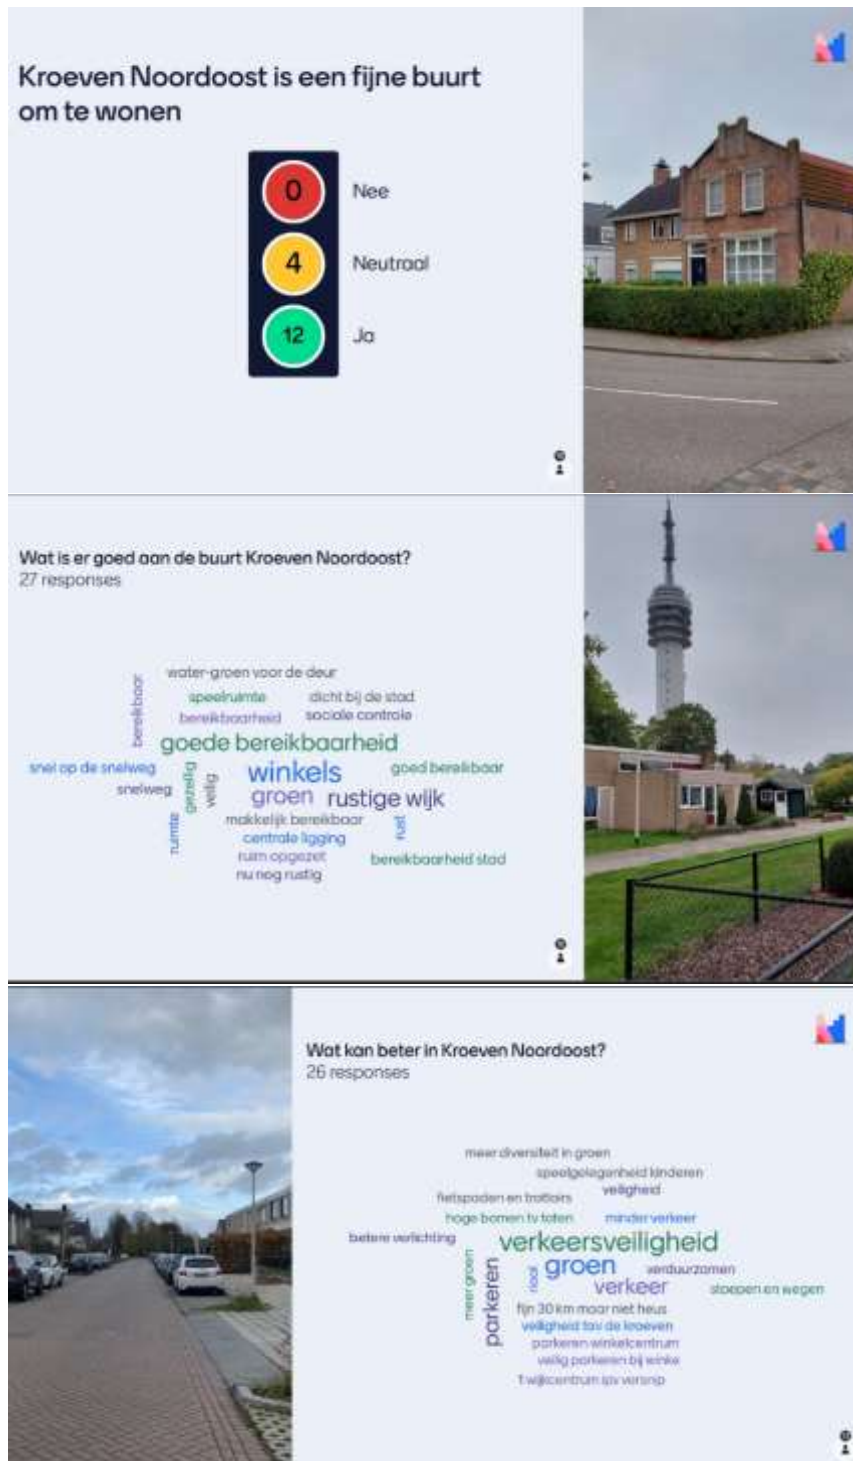 Kroeven Noordoost is een fijne buurt
om te wonen
0 Nee
4 Neutraal
12 Ja
Wat is er goed aan de buurt Kroeven Noordoost?
27 responses
water-groen voor de deur
bereikbaar
speelruimte
dicht bij de stad
bereikbaarheid
sociale controle
goede bereikbaarheid
snel op de snelweg
winkels
goed bereikbaar
snelweg
gezellig
veilig
groen
rustige wijk
ruimte
makkelijk bereikbaar
rust
centrale ligging
ruim opgezet
bereikbaarheid stad
nu nog rustig
Wat kan beter in Kroeven Noordoost?
26 responses
meer diversiteit in groen
speelgelegenheid kinderen
fietspaden en trottoirs
veiligheid
hoge bomen tv toten
minder verkeer
betere verlichting
verkeersveiligheid
meer groen
parkeren
riool
groen
verduurzamen
verkeer
stoepen en wegen
fijn 30 km maar niet heus
veiligheid tav de kroeven
parkeren winkelcentrum
veilig parkeren bij winke
1 wijkcentrum ipv versnip